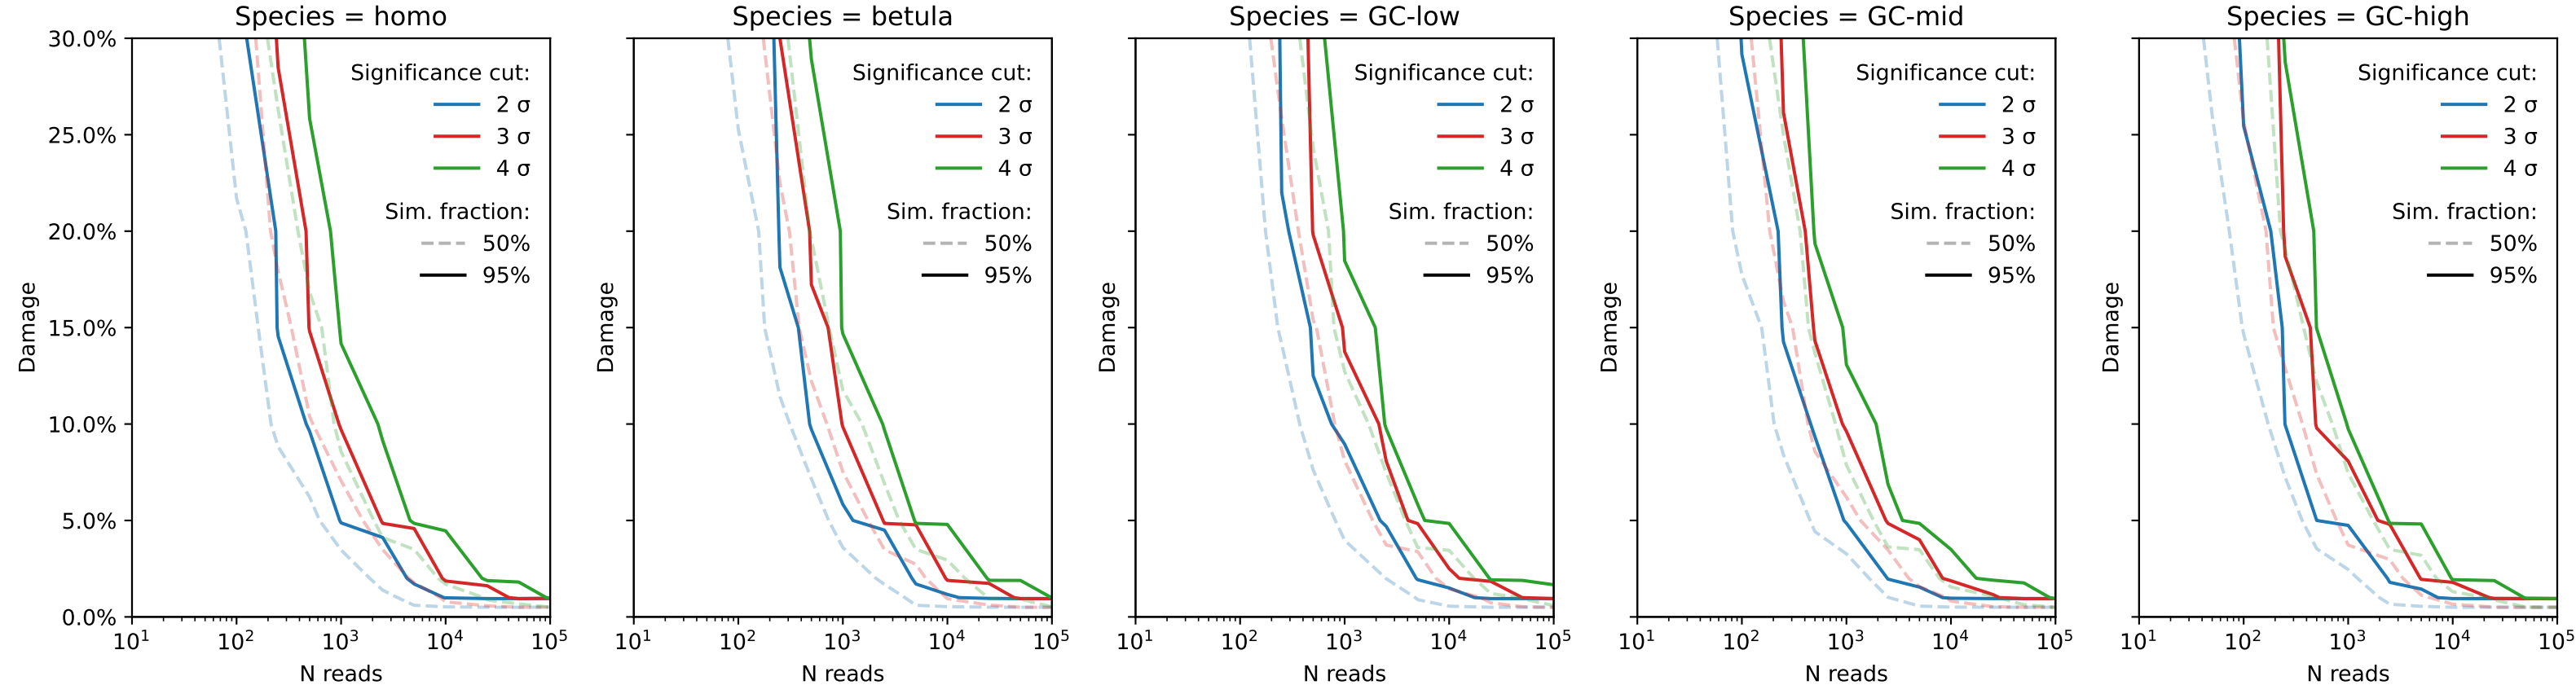 Species = homo
30.0%
25.0%
20.0%
15.0%
10.0%
5.0%
0.0%
Damage
Significance cut:
2 σ
3 σ
4 σ
Sim. fraction:
50%
95%
10¹ 10² 10³ 10⁴ 10⁵
N reads
Species = betula
Damage
Significance cut:
2 σ
3 σ
4 σ
Sim. fraction:
50%
95%
10¹ 10² 10³ 10⁴ 10⁵
N reads
Species = GC-low
Damage
Significance cut:
2 σ
3 σ
4 σ
Sim. fraction:
50%
95%
10¹ 10² 10³ 10⁴ 10⁵
N reads
Species = GC-mid
Damage
Significance cut:
2 σ
3 σ
4 σ
Sim. fraction:
50%
95%
10¹ 10² 10³ 10⁴ 10⁵
N reads
Species = GC-high
Damage
Significance cut:
2 σ
3 σ
4 σ
Sim. fraction:
50%
95%
10¹ 10² 10³ 10⁴ 10⁵
N reads